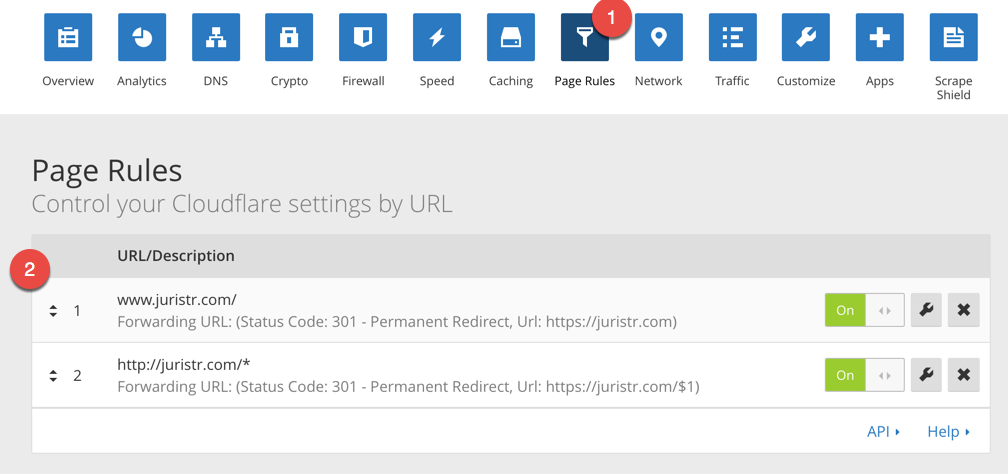 1
Overview Analytics DNS Crypto Firewall Speed Caching Page Rules Network Traffic Customize Apps Scrape
Shield
Page Rules
Control your Cloudflare settings by URL
URL/Description
2
1 www.juristr.com/ On
Forwarding URL: (Status Code: 301 - Permanent Redirect, Url: https://juristr.com)
2 http://juristr.com/* On
Forwarding URL: (Status Code: 301 - Permanent Redirect, Url: https://juristr.com/$1)
API Help